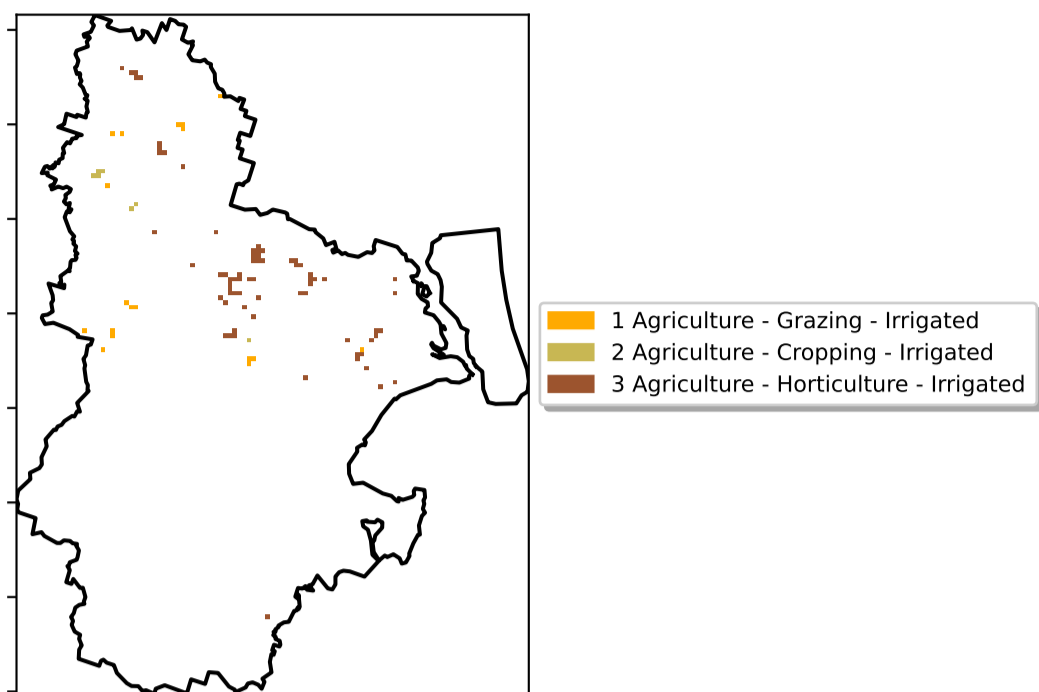 1 Agriculture - Grazing - Irrigated
2 Agriculture - Cropping - Irrigated
3 Agriculture - Horticulture - Irrigated